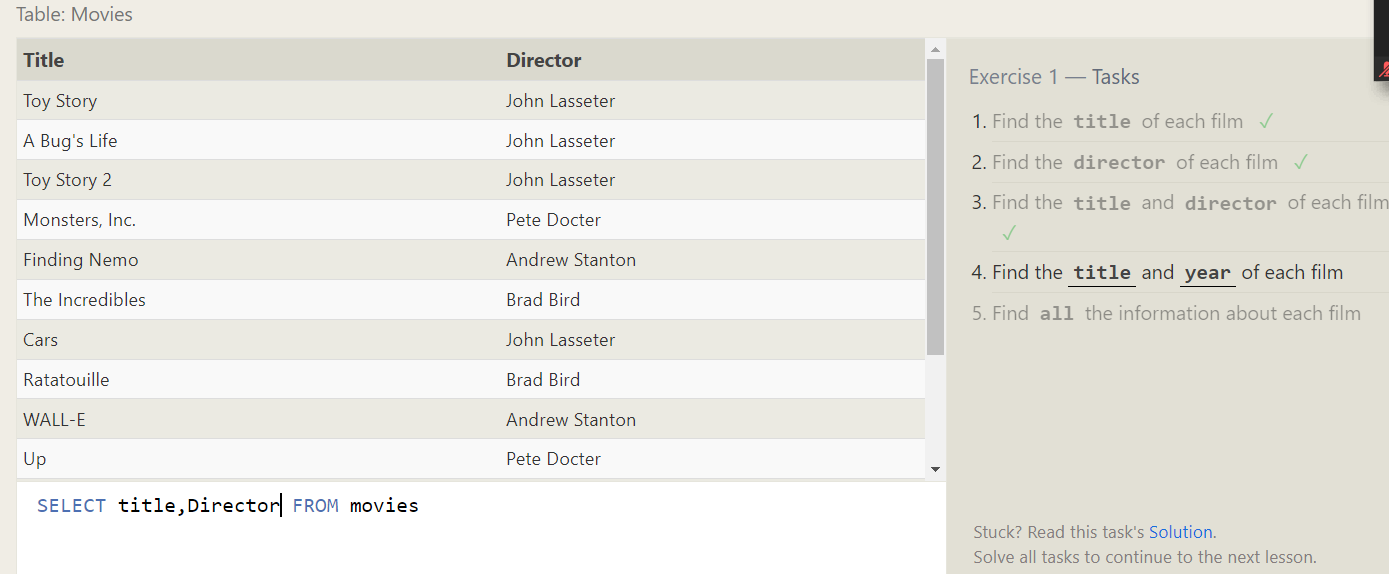 Table: Movies
Title Director
Toy Story John Lasseter
A Bug's Life John Lasseter
Toy Story 2 John Lasseter
Monsters, Inc. Pete Docter
Finding Nemo Andrew Stanton
The Incredibles Brad Bird
Cars John Lasseter
Ratatouille Brad Bird
WALL-E Andrew Stanton
Up Pete Docter
SELECT title,Director FROM movies
Exercise 1 — Tasks
1. Find the title of each film ✓
2. Find the director of each film ✓
3. Find the title and director of each film
✓
4. Find the title and year of each film
5. Find all the information about each film
Stuck? Read this task's Solution.
Solve all tasks to continue to the next lesson.